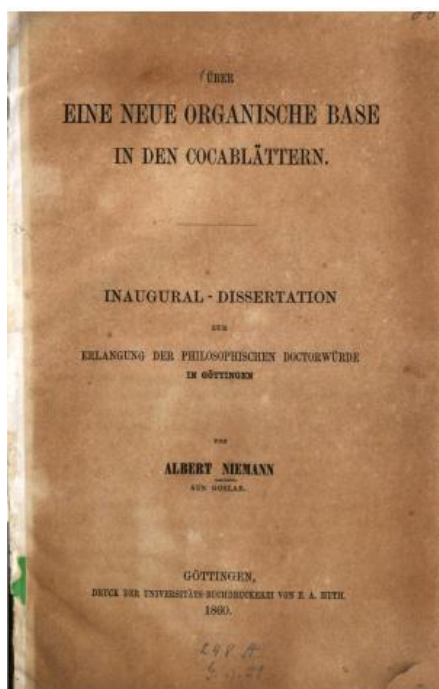 ÜBER
EINE NEUE ORGANISCHE BASE
IN DEN COCABLÄTTERN.
INAUGURAL - DISSERTATION
ZUR
ERLANGUNG DER PHILOSOPHISCHEN DOCTORWÜRDE
IN GÖTTINGEN
VON
ALBERT NIEMANN
AUS GOSLAR.
GÖTTINGEN,
DRUCK DER UNIVERSITÄTS-BUCHDRUCKEREI VON E. A. HUTH.
1860.